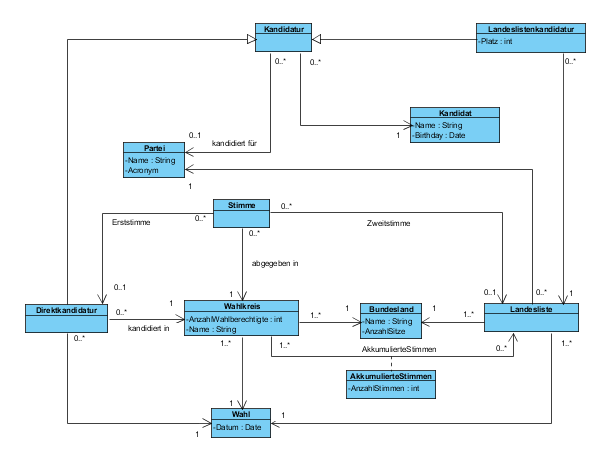 Kandidatur
Landeslistenkandidatur
-Platz : int
0..*
0..*
0..*
Kandidat
-Name : String
-Birthday : Date
1
0..1
kandidiert für
Partei
-Name : String
-Acronym
1
Stimme
0..*
0..*
Erststimme
Zweitstimme
0..*
abgegeben in
0..1
1
0..1
0..*
1
Direktkandidatur
0..*
kandidiert in
1
Wahlkreis
-AnzahlWahlberechtigte : int
-Name : String
1..*
1
Bundesland
-Name : String
-AnzahlSitze
1
1..*
Landesliste
0..*
1..*
1..*
AkkumulierteStimmen
0..*
1..*
AkkumulierteStimmen
-AnzahlStimmen : int
1
Wahl
-Datum : Date
1
1